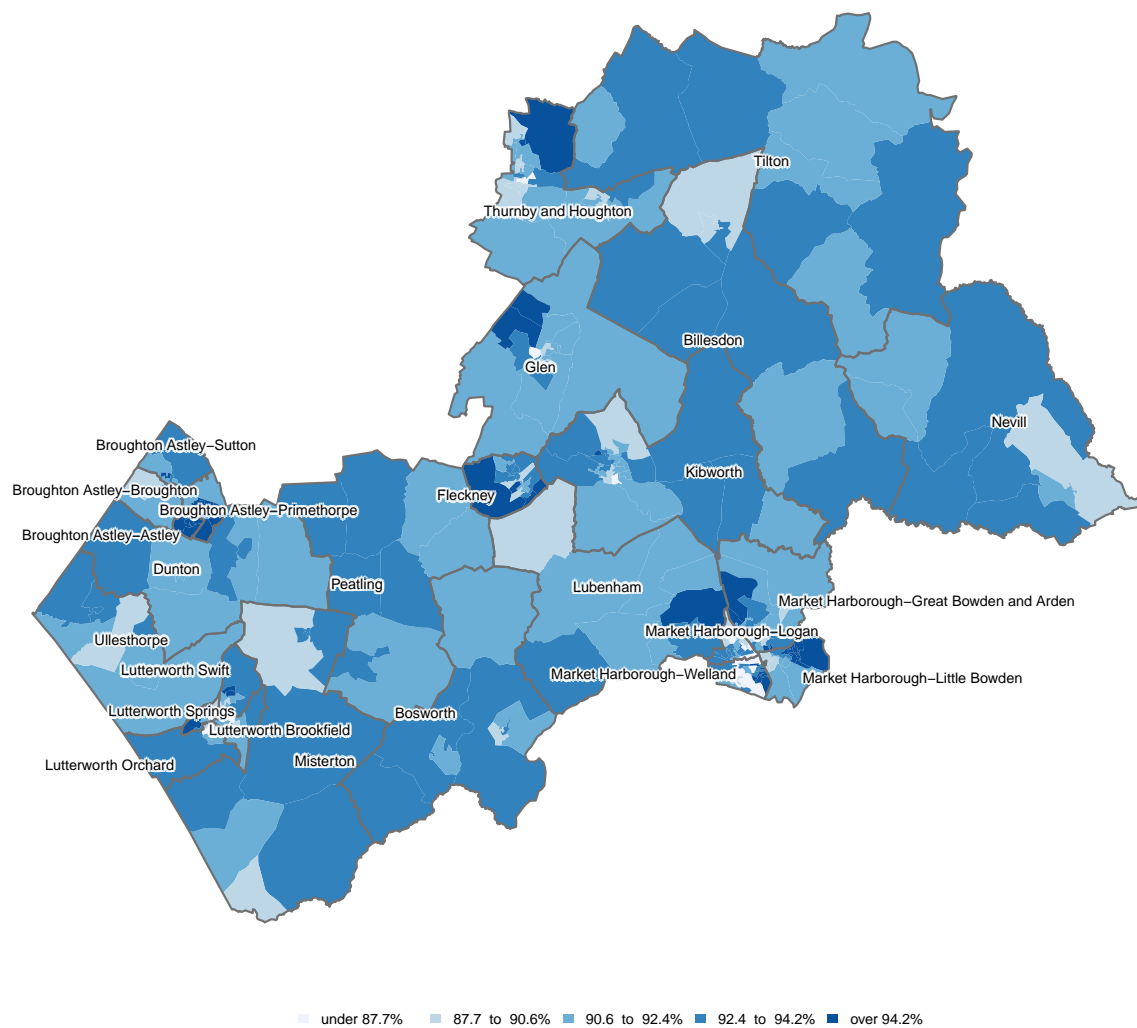 Tilton
Thurnby and Houghton
Billesdon
Glen
Nevill
Broughton Astley−Sutton
Kibworth
Broughton Astley−Broughton
Fleckney
Broughton Astley−Primethorpe
Broughton Astley−Astley
Dunton
Peatling
Lubenham
Market Harborough−Great Bowden and Arden
Market Harborough−Logan
Ullesthorpe
Lutterworth Swift
Market Harborough−Welland
Market Harborough−Little Bowden
Lutterworth Springs
Bosworth
Lutterworth Brookfield
Misterton
Lutterworth Orchard
under 87.7% 87.7 to 90.6% 90.6 to 92.4% 92.4 to 94.2% over 94.2%